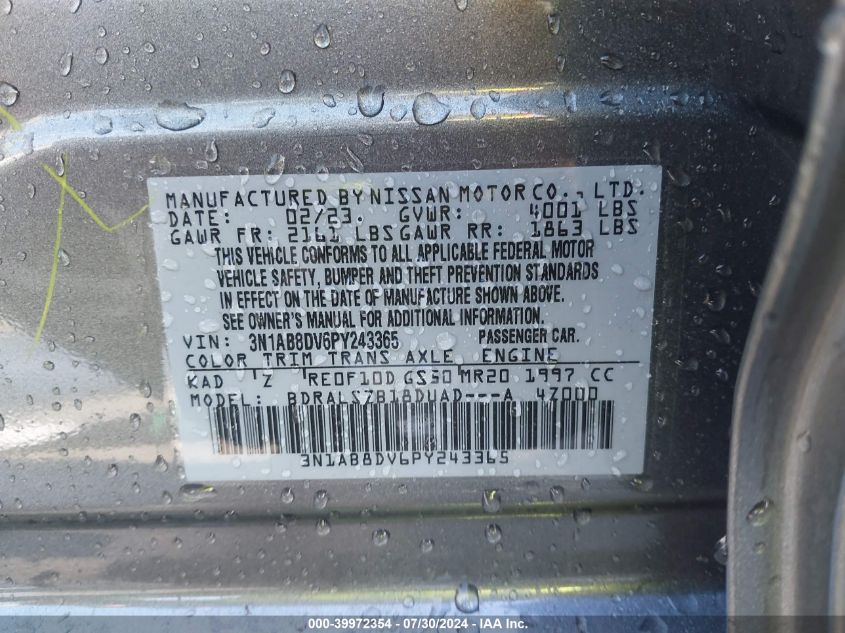 MANUFACTURED BY NISSAN MOTOR CO., LTD.
DATE: 02/23. GVWR: 4001 LBS
GAWR FR: 2161 LBS GAWR RR: 1863 LBS
THIS VEHICLE CONFORMS TO ALL APPLICABLE FEDERAL MOTOR
VEHICLE SAFETY, BUMPER AND THEFT PREVENTION STANDARDS
IN EFFECT ON THE DATE OF MANUFACTURE SHOWN ABOVE.
SEE OWNER'S MANUAL FOR ADDITIONAL INFORMATION.
VIN: 3N1AB8DV6PY243365 PASSENGER CAR.
COLOR TRIM TRANS AXLE ENGINE
KAD Z RE0F10D GS50 MR20 1997 CC
MODEL: BDRALS7B18DUAD---A 4Z000
3N1AB8DV6PY243365
000-39972354 - 07/30/2024 - IAA Inc.